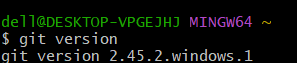 dell@DESKTOP-VPGEJHJ MINGW64 ~
$ git version
git version 2.45.2.windows.1